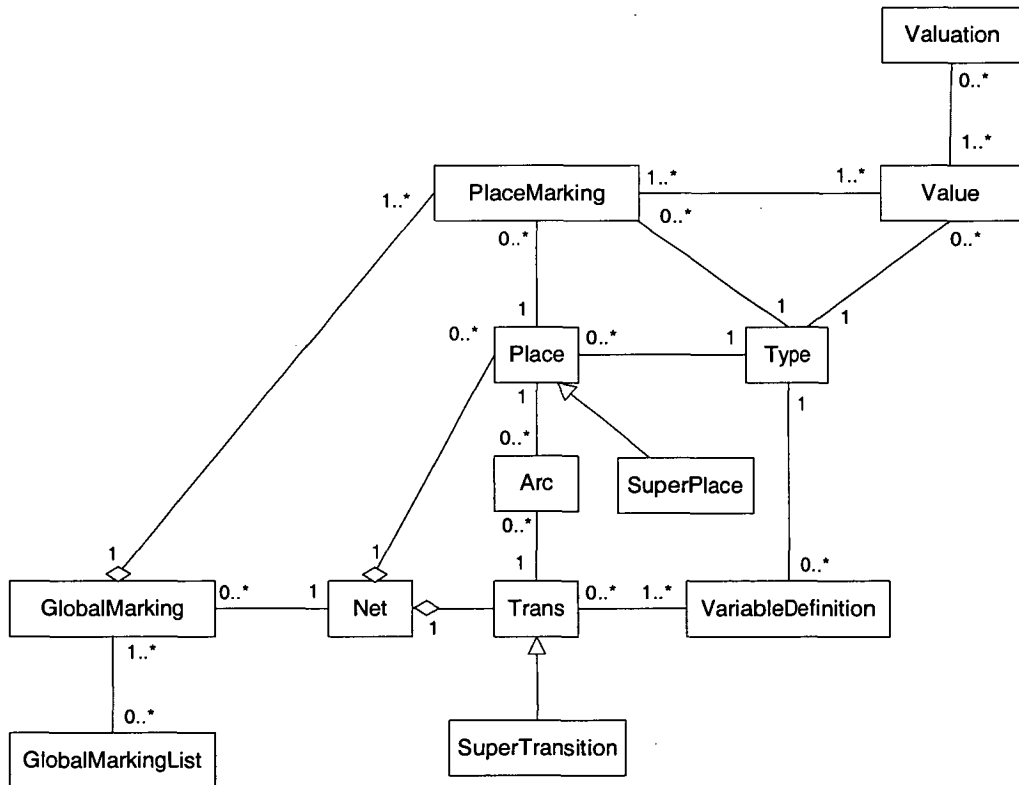 Valuation
0..*
1..*
PlaceMarking
1..*
1..*
Value
1..*
0..*
0..*
0..*
1
1
1
0..*
Place
0..*
1
Type
1
1
0..*
Arc
SuperPlace
0..*
1
1
0..*
GlobalMarking
0..*
1
Net
1
Trans
0..*
1..*
VariableDefinition
1..*
0..*
GlobalMarkingList
SuperTransition